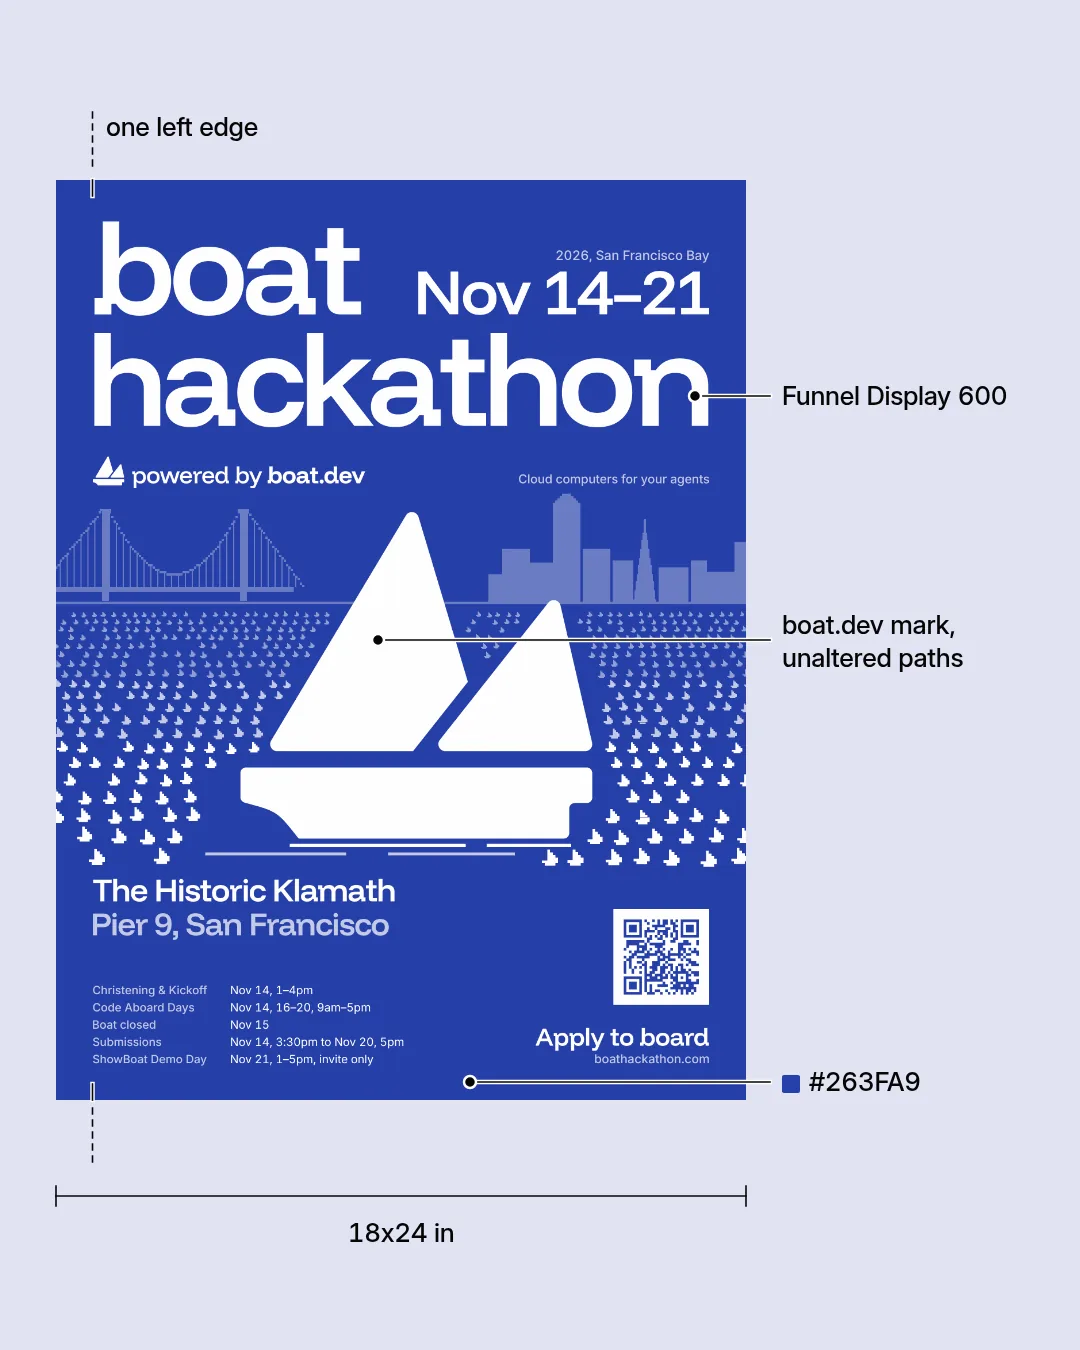 one left edge
boat
2026, San Francisco Bay
Nov 14–21
hackathon
Funnel Display 600
powered by boat.dev
Cloud computers for your agents
boat.dev mark,
unaltered paths
The Historic Klamath
Pier 9, San Francisco
Christening & Kickoff Nov 14, 1–4pm
Code Aboard Days Nov 14, 16–20, 9am–5pm
Boat closed Nov 15
Submissions Nov 14, 3:30pm to Nov 20, 5pm
ShowBoat Demo Day Nov 21, 1–5pm, invite only
Apply to board
boathackathon.com
#263FA9
18x24 in